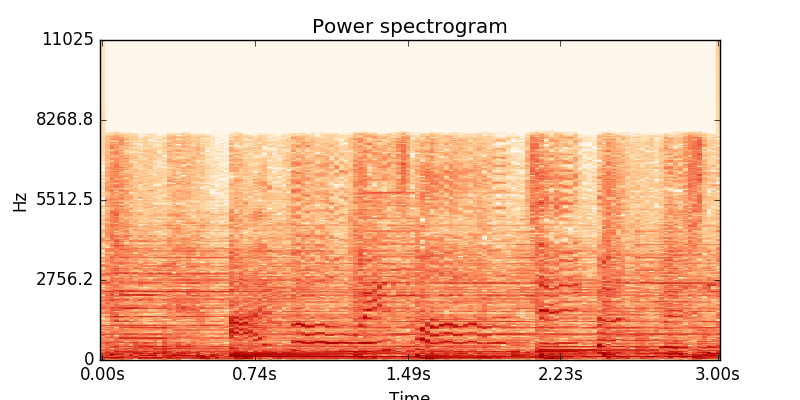 Power spectrogram
11025
8268.8
5512.5
2756.2
0
Hz
0.00s 0.74s 1.49s 2.23s 3.00s
Time